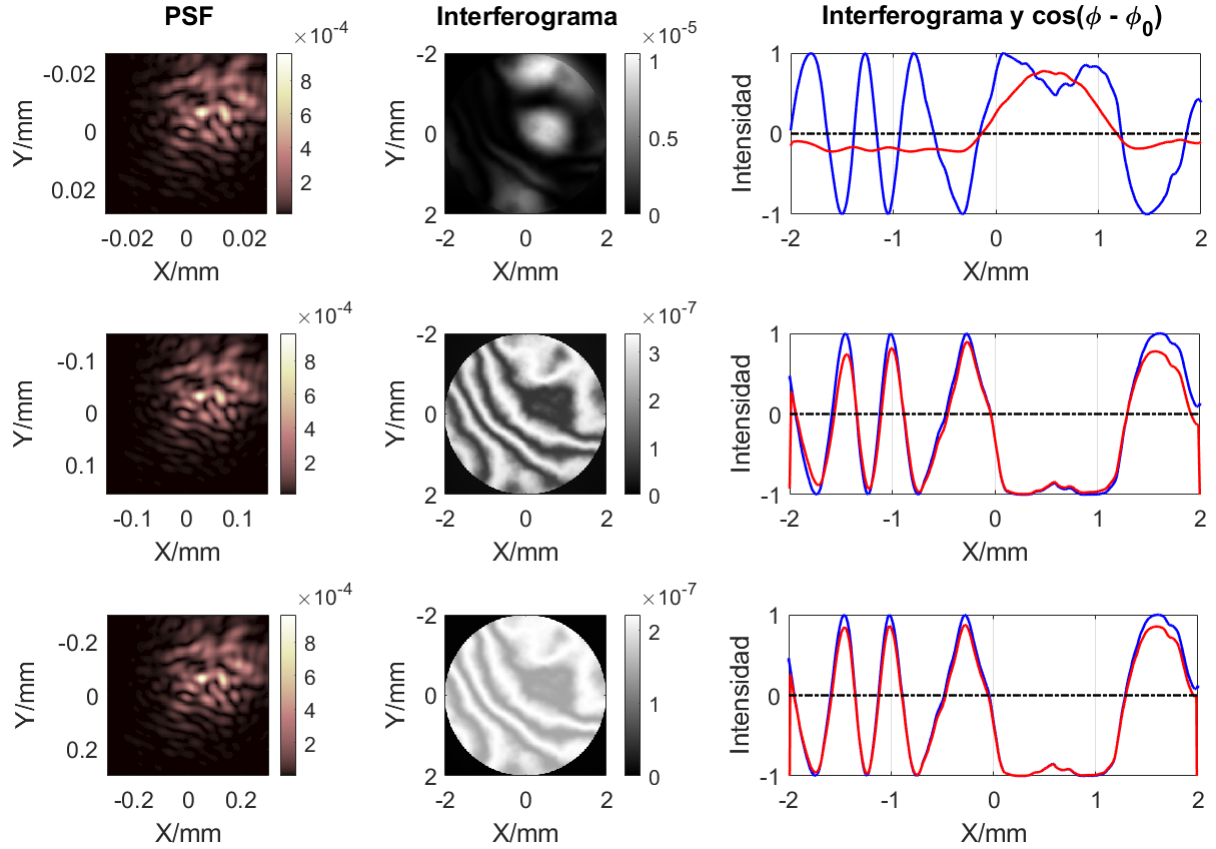 PSF
Interferograma
Interferograma y cos(ϕ - ϕ₀)
×10⁻⁴
-0.02
0
0.02
Y/mm
8
6
4
2
-0.02 0 0.02
X/mm
×10⁻⁵
-2
0
2
Y/mm
1
0.5
0
-2 0 2
X/mm
1
0
-1
Intensidad
-2 -1 0 1 2
X/mm
×10⁻⁴
-0.1
0
0.1
Y/mm
8
6
4
2
-0.1 0 0.1
X/mm
×10⁻⁷
-2
0
2
Y/mm
3
2
1
0
-2 0 2
X/mm
1
0
-1
Intensidad
-2 -1 0 1 2
X/mm
×10⁻⁴
-0.2
0
0.2
Y/mm
8
6
4
2
-0.2 0 0.2
X/mm
×10⁻⁷
-2
0
2
Y/mm
2
1
0
-2 0 2
X/mm
1
0
-1
Intensidad
-2 -1 0 1 2
X/mm